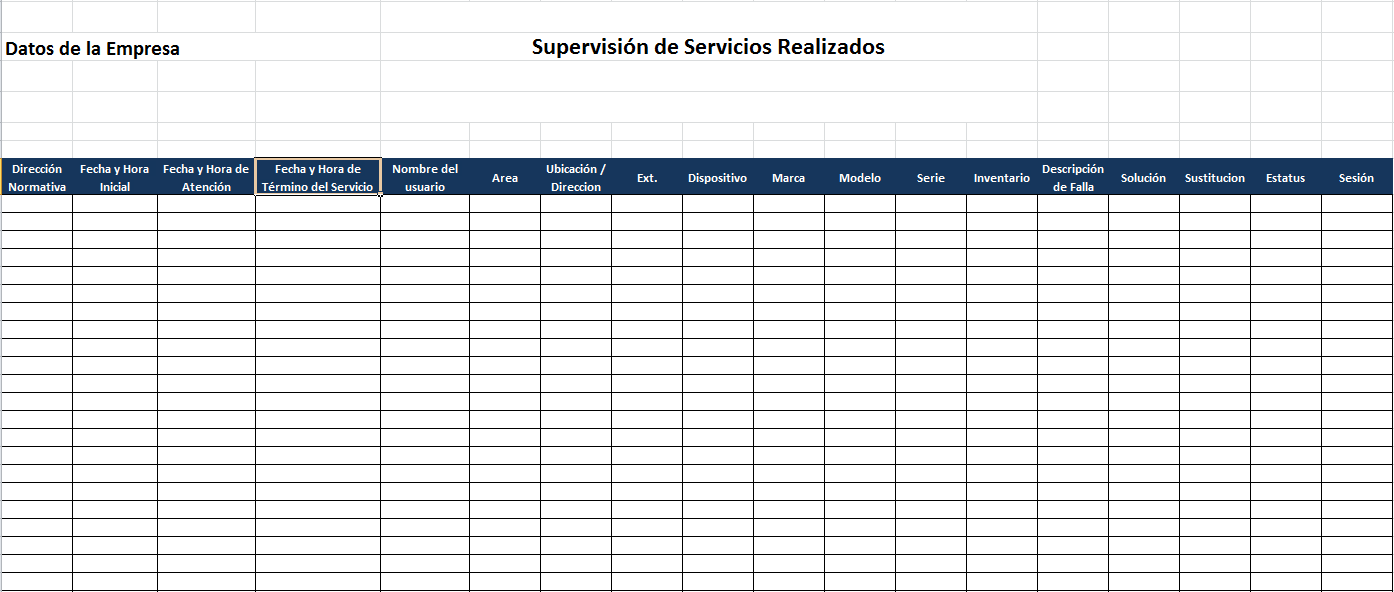 Datos de la Empresa
Supervisión de Servicios Realizados
Dirección
Normativa
Fecha y Hora
Inicial
Fecha y Hora de
Atención
Fecha y Hora de
Término del Servicio
Nombre del
usuario
Area
Ubicación /
Direccion
Ext.
Dispositivo
Marca
Modelo
Serie
Inventario
Descripción
de Falla
Solución
Sustitucion
Estatus
Sesión